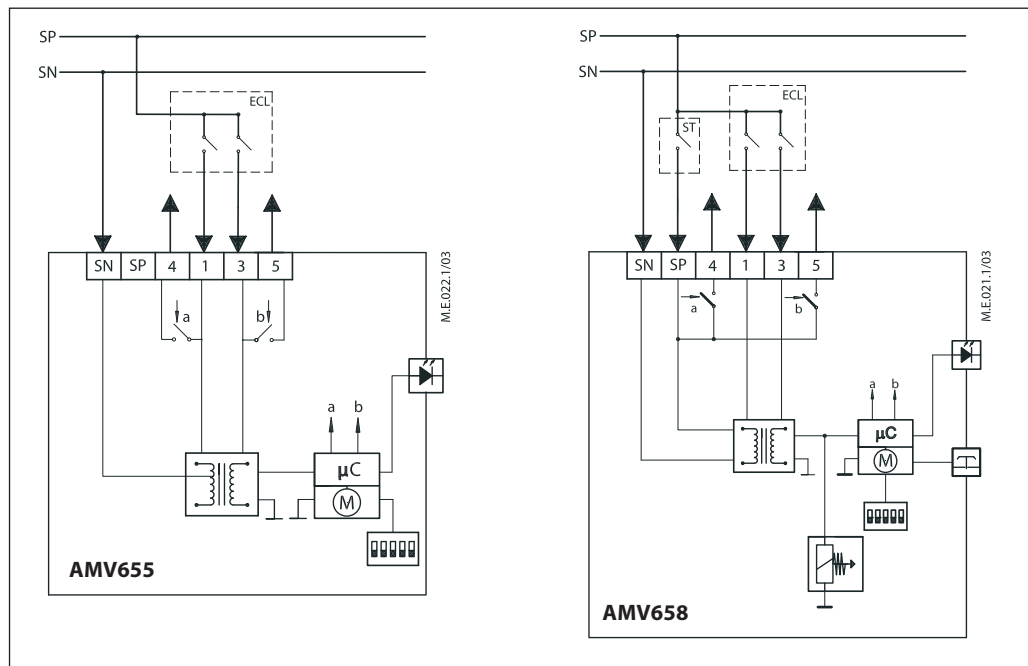 SP
SN
ECL
SN SP 4 1 3 5
a b
M.E.022.1/03
a b
µC
M
AMV655
SP
SN
ST ECL
SN SP 4 1 3 5
a b
M.E.021.1/03
a b
µC
M
AMV658